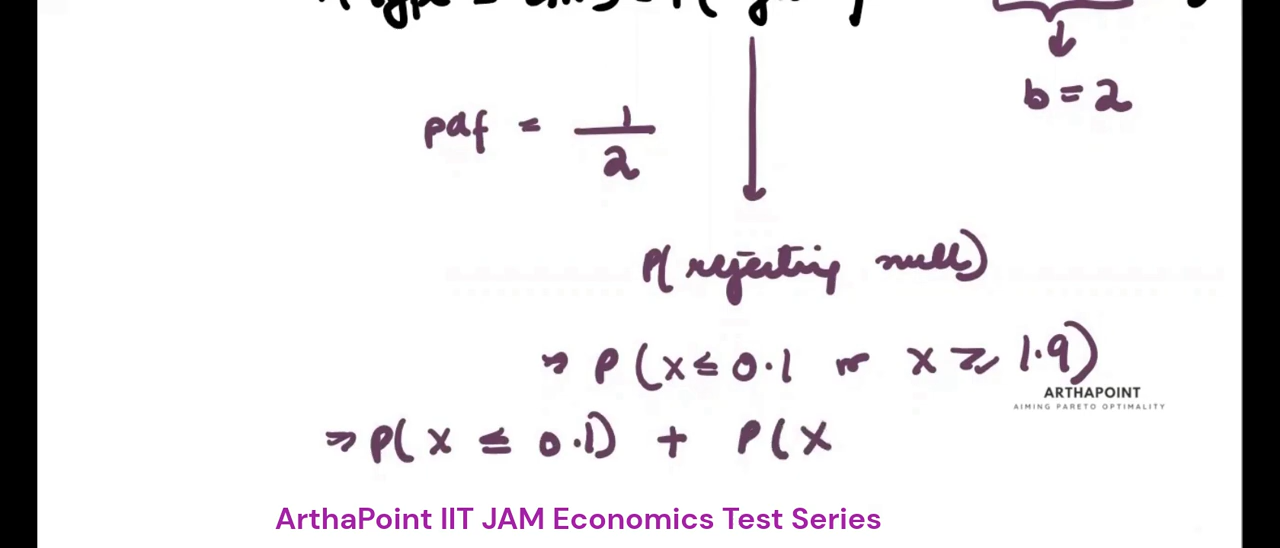 b = 2
pdf = 1/2
P( rejecting null)
⇒ P (x ≤ 0.1 or x ≥ 1.9)
ARTHAPOINT
AIMING PARETO OPTIMALITY
⇒ P( x ≤ 0.1) + P( x
ArthaPoint IIT JAM Economics Test Series